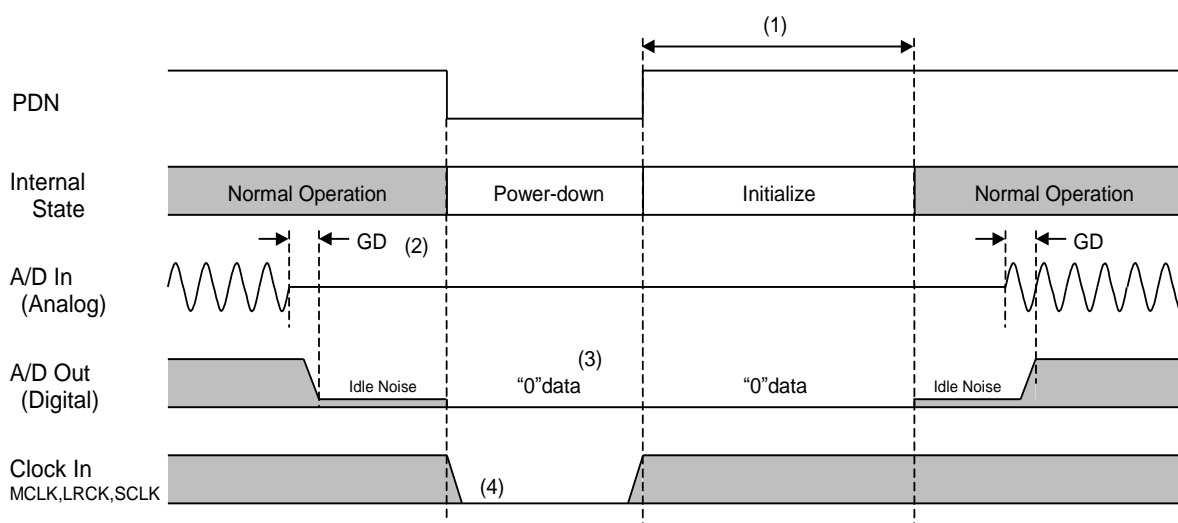 (1)
PDN
Internal
State
Normal Operation
Power-down
Initialize
Normal Operation
GD
(2)
GD
A/D In
(Analog)
A/D Out
(Digital)
Idle Noise
(3)
“0”data
“0”data
Idle Noise
Clock In
MCLK,LRCK,SCLK
(4)